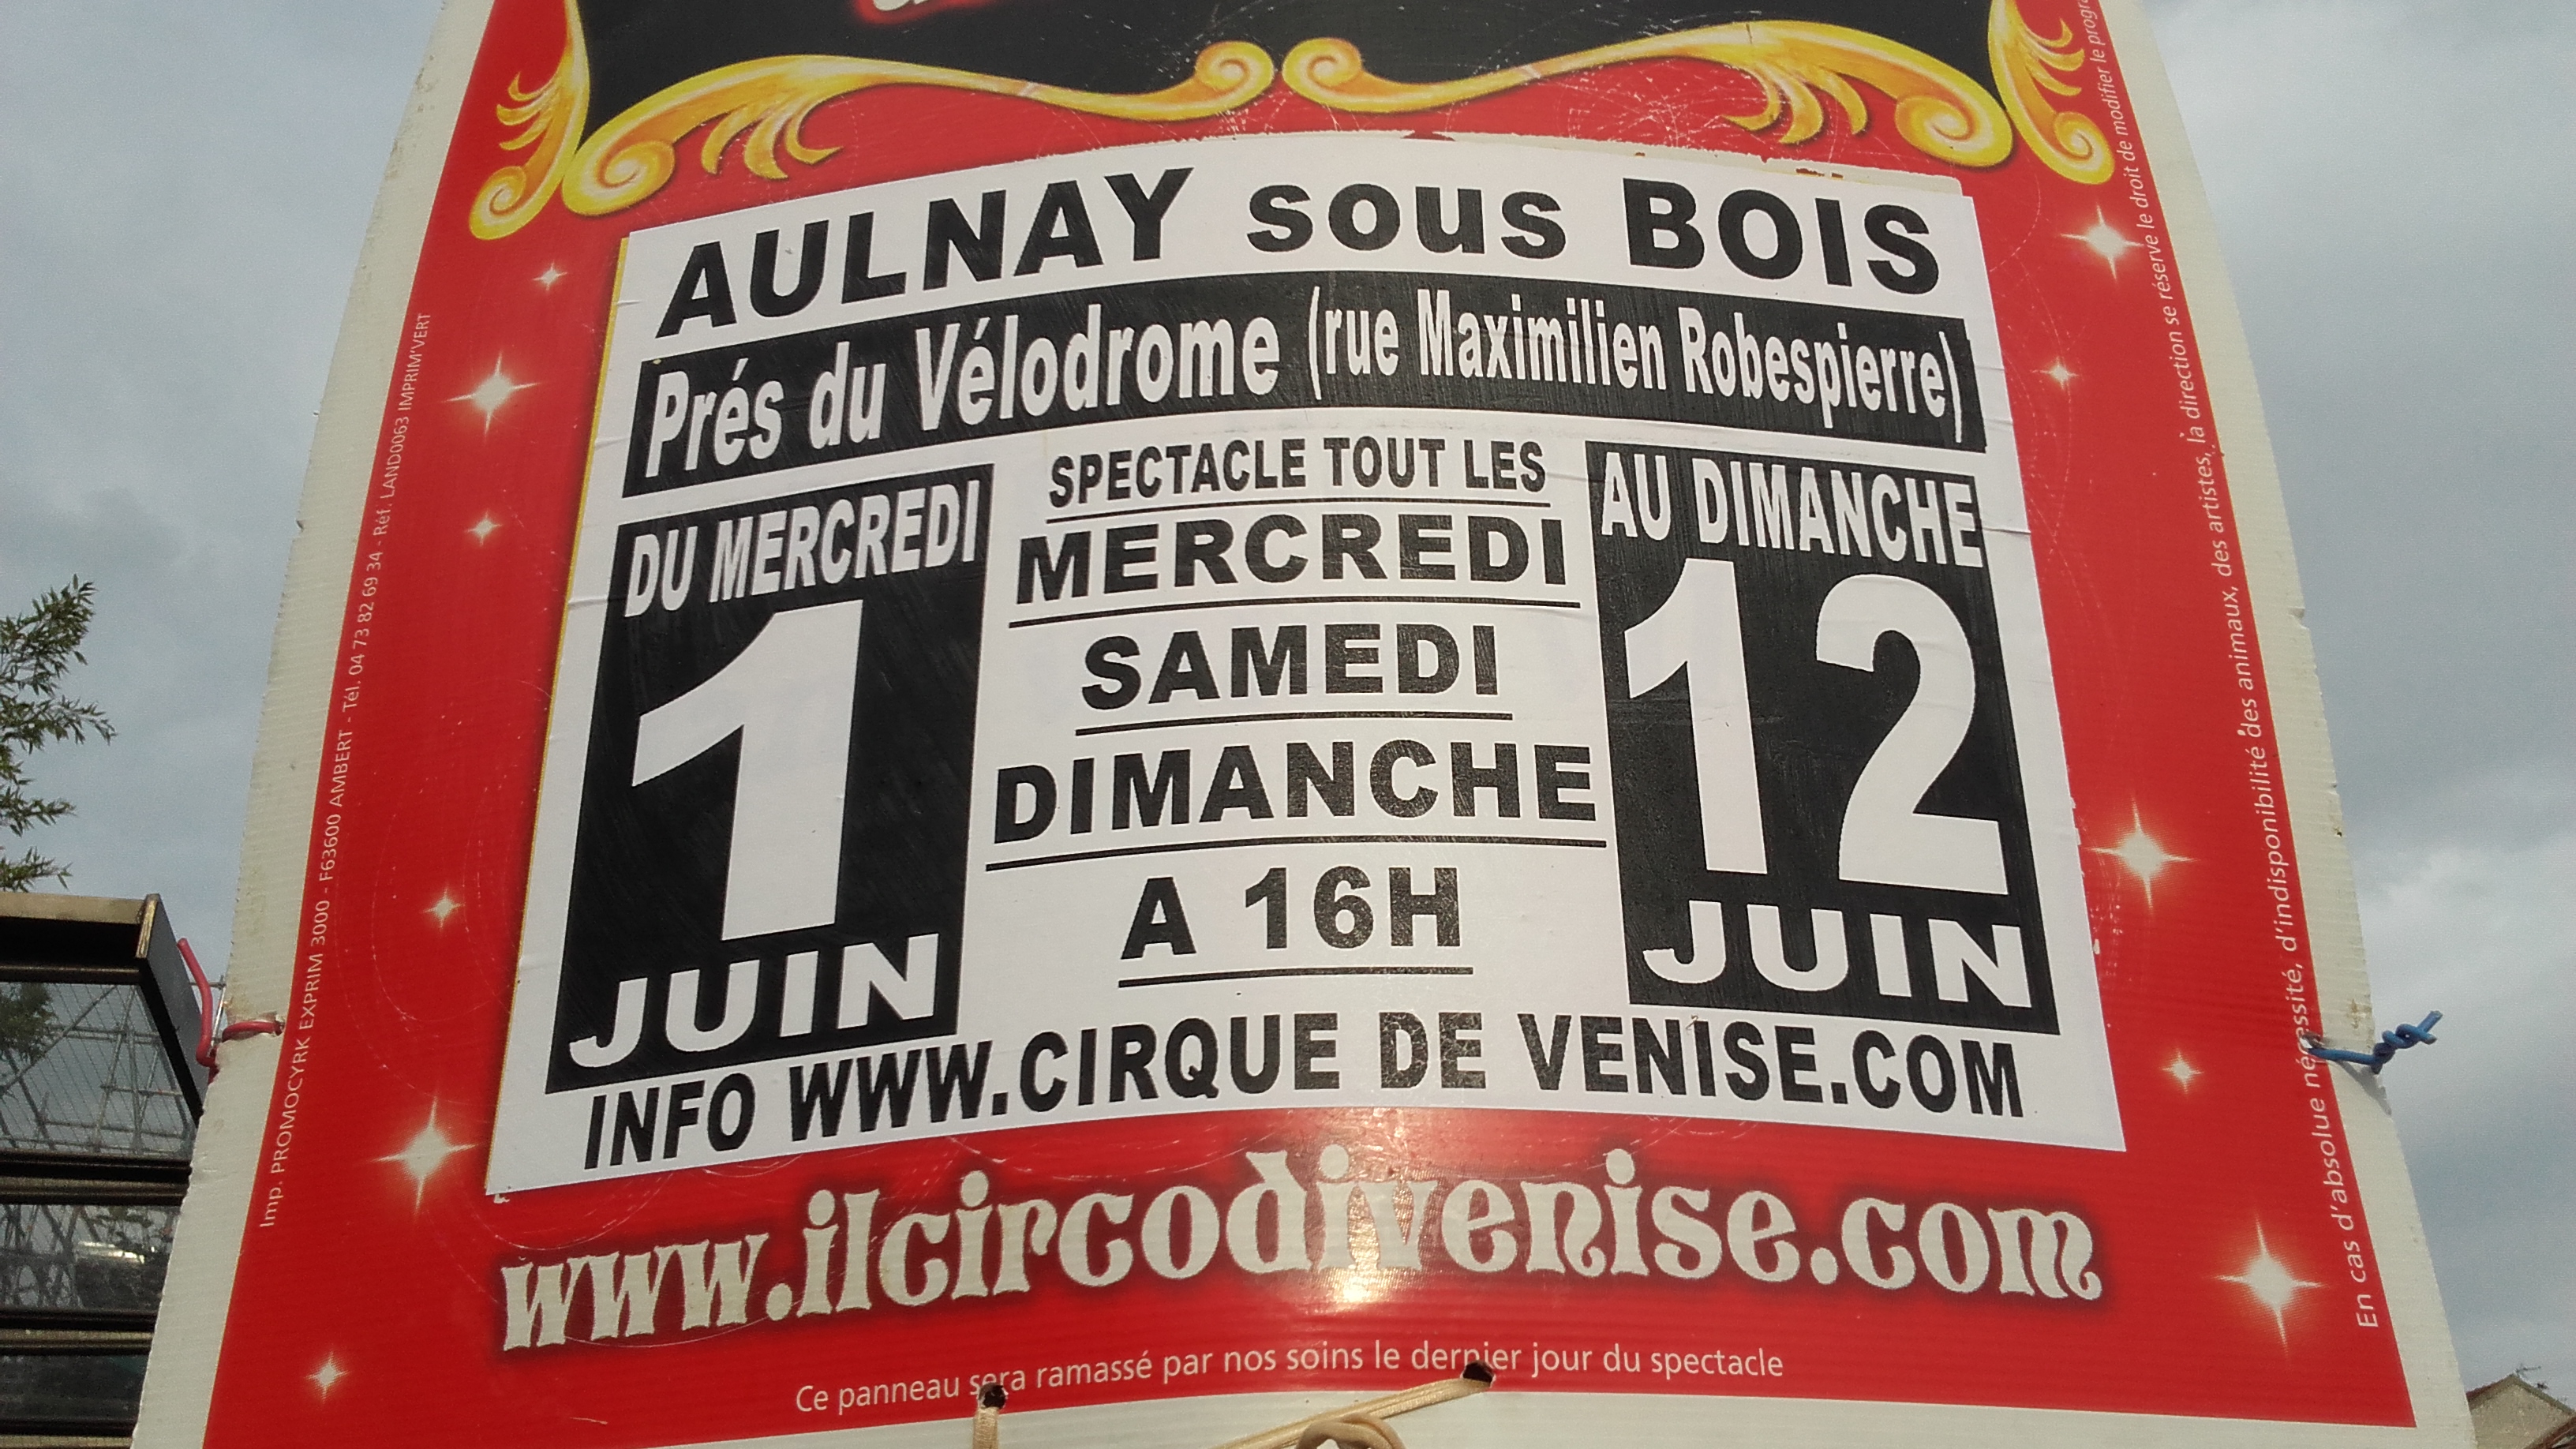 AULNAY sous BOIS
Prés du Vélodrome (rue Maximilien Robespierre)
DU MERCREDI
1
JUIN
SPECTACLE TOUT LES
MERCREDI
SAMEDI
DIMANCHE
A 16H
AU DIMANCHE
12
JUIN
INFO WWW.CIRQUE DE VENISE.COM
www.ilcircodivenise.com
Ce panneau sera ramassé par nos soins le dernier jour du spectacle
Imp. PROMOCYRK EXPRIM 3000 - F63600 AMBERT - Tél. 04 73 82 69 34 - Réf. LAND0063 IMPRIM'VERT
En cas d'absolue nécessité, d'indisponibilité des animaux, des artistes, la direction se réserve le droit de modifier le